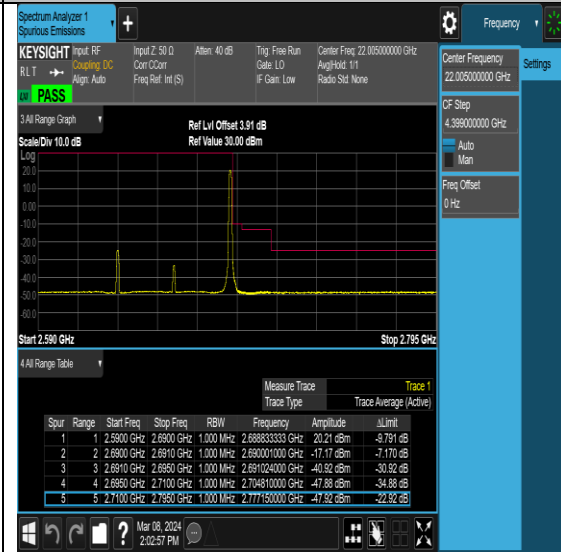 Spectrum Analyzer 1
Spurious Emissions
+
Frequency
KEYSIGHT Input: RF Input Z: 50 Ω Atten: 40 dB Trig: Free Run Center Freq: 22.005000000 GHz
RLT Coupling: DC Corr CCorr Gate: LO Avg|Hold: 1/1
Align: Auto Freq Ref: Int (S) IF Gain: Low Radio Std: None
PASS
Center Frequency
22.005000000 GHz
Settings
CF Step
4.399000000 GHz
Auto
Man
Freq Offset
0 Hz
3 All Range Graph
Ref Lvl Offset 3.91 dB
Scale/Div 10.0 dB Ref Value 30.00 dBm
Log
20.0
10.0
0.00
-10.0
-20.0
-30.0
-40.0
-50.0
-60.0
Start 2.590 GHz Stop 2.795 GHz
4 All Range Table
Measure Trace Trace 1
Trace Type Trace Average (Active)
Spur Range Start Freq Stop Freq RBW Frequency Amplitude ΔLimit
1 1 2.5900 GHz 2.6900 GHz 1.000 MHz 2.688833333 GHz 20.21 dBm -9.791 dB
2 2 2.6900 GHz 2.6910 GHz 1.000 MHz 2.690001000 GHz -17.17 dBm -7.170 dB
3 3 2.6910 GHz 2.6950 GHz 1.000 MHz 2.691024000 GHz -40.92 dBm -30.92 dB
4 4 2.6950 GHz 2.7100 GHz 1.000 MHz 2.704810000 GHz -47.88 dBm -34.88 dB
5 5 2.7100 GHz 2.7950 GHz 1.000 MHz 2.777150000 GHz -47.92 dBm -22.92 dB
? Mar 08, 2024
2:02:57 PM